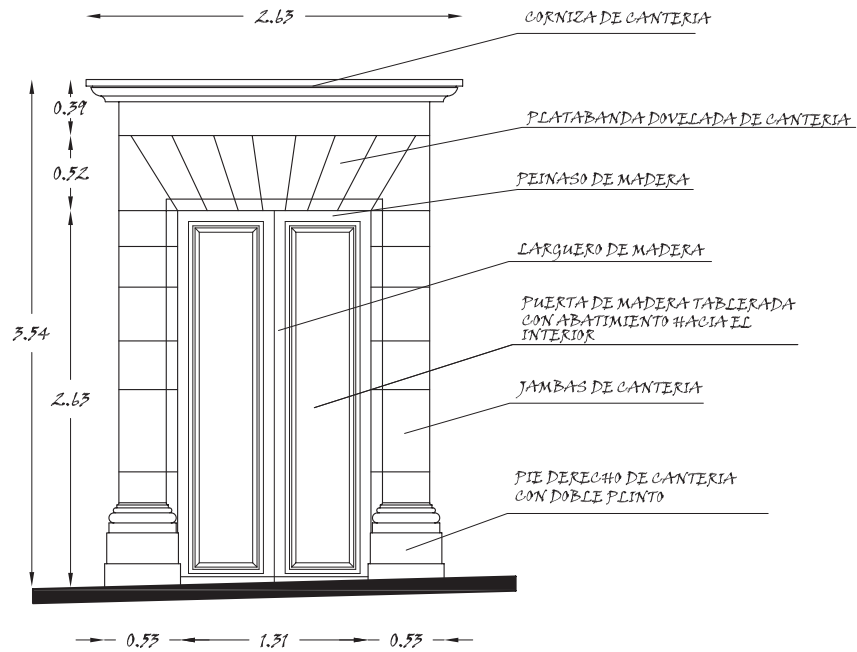 2.63
CORNIZA DE CANTERIA
0.39
PLATABANDA DOVELADA DE CANTERIA
0.52
PEINASO DE MADERA
LARGUERO DE MADERA
PUERTA DE MADERA TABLERADA
CON ABATIMIENTO HACIA EL
INTERIOR
3.54
2.63
JAMBAS DE CANTERIA
PIE DERECHO DE CANTERIA
CON DOBLE PLINTO
0.53
1.31
0.53